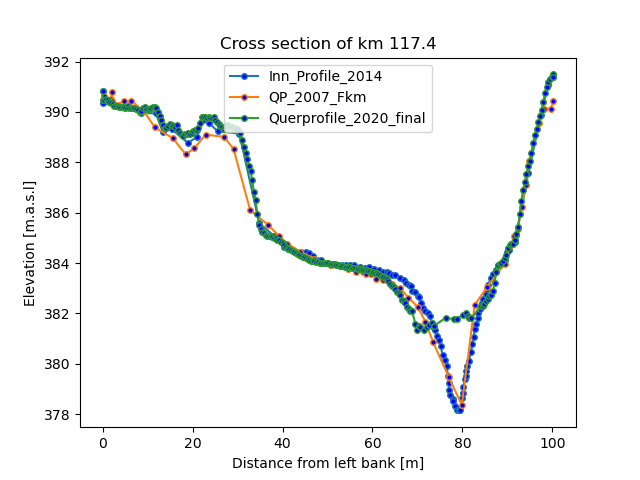 Cross section of km 117.4
Inn_Profile_2014
QP_2007_Fkm
Querprofile_2020_final
392
390
388
386
384
382
380
378
Elevation [m.a.s.l]
0
20
40
60
80
100
Distance from left bank [m]